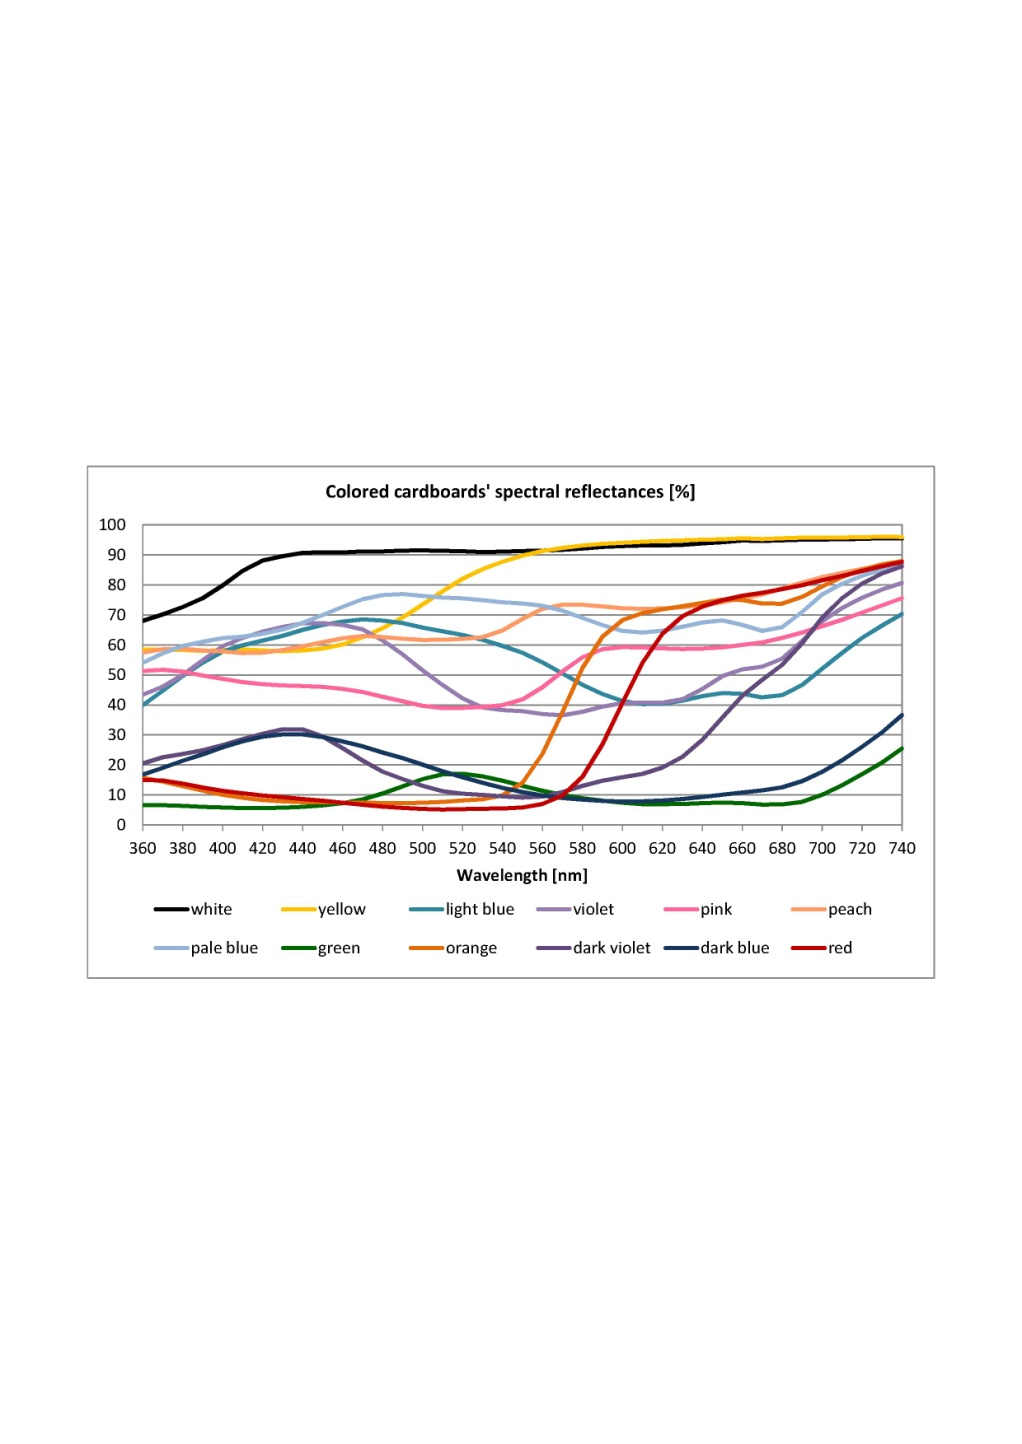 Colored cardboards' spectral reflectances [%]
100
90
80
70
60
50
40
30
20
10
0
360 380 400 420 440 460 480 500 520 540 560 580 600 620 640 660 680 700 720 740
Wavelength [nm]
white yellow light blue violet pink peach
pale blue green orange dark violet dark blue red